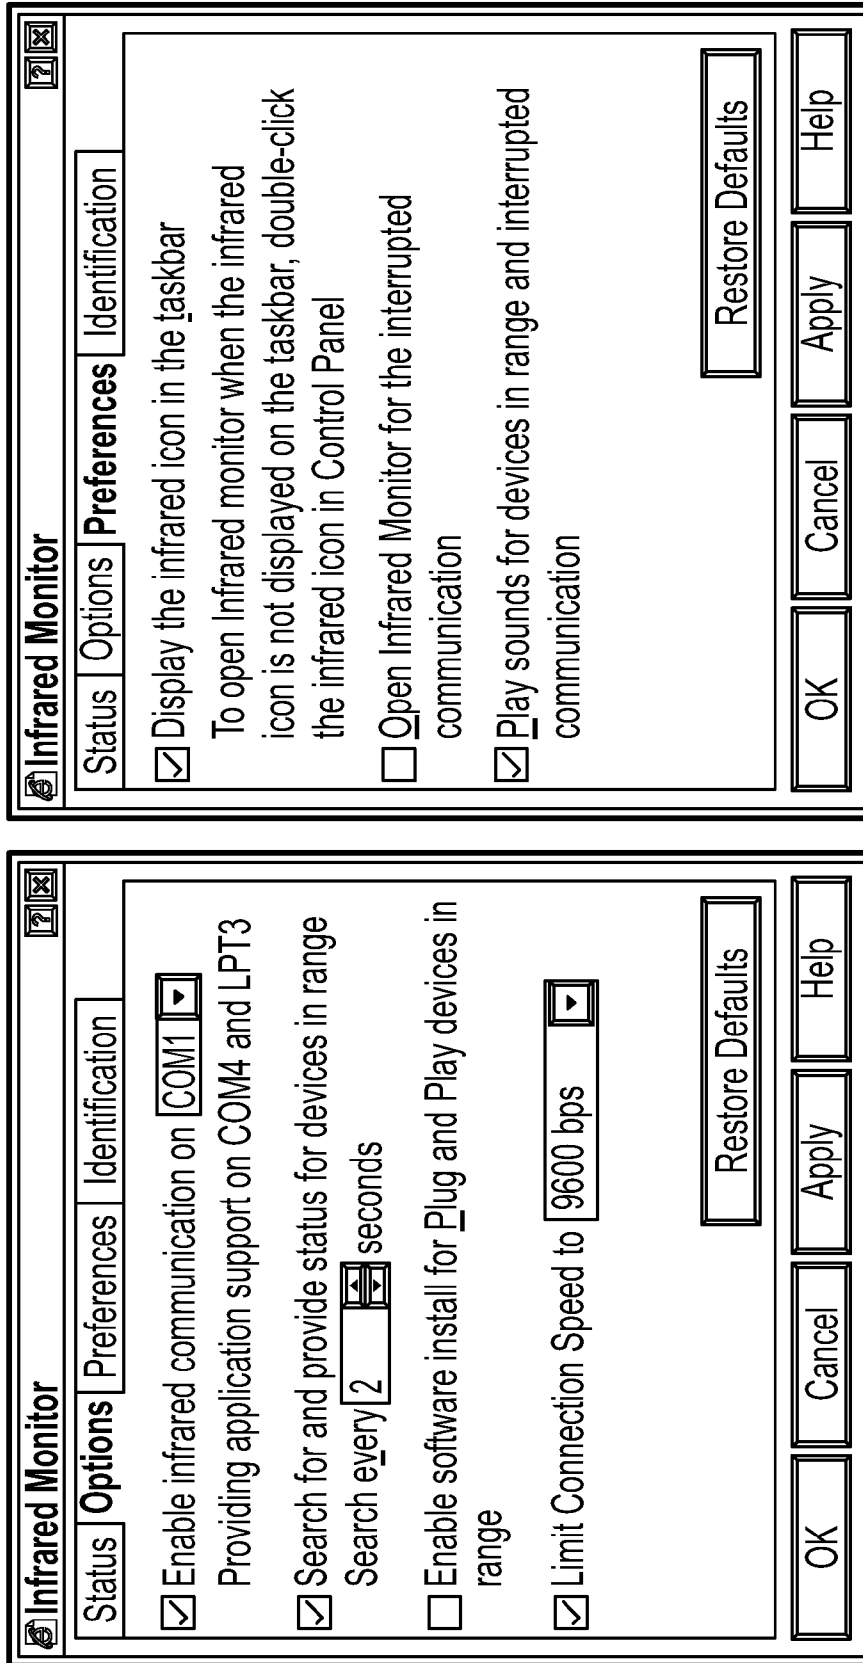 Infrared Monitor
Status Options Preferences Identification
Enable infrared communication on COM1
Providing application support on COM4 and LPT3
Search for and provide status for devices in range
Search every 2 seconds
Enable software install for Plug and Play devices in
range
Limit Connection Speed to 9600 bps
Restore Defaults
OK Cancel Apply Help
Infrared Monitor
Status Options Preferences Identification
Display the infrared icon in the taskbar
To open Infrared monitor when the infrared
icon is not displayed on the taskbar, double-click
the infrared icon in Control Panel
Open Infrared Monitor for the interrupted
communication
Play sounds for devices in range and interrupted
communication
Restore Defaults
OK Cancel Apply Help